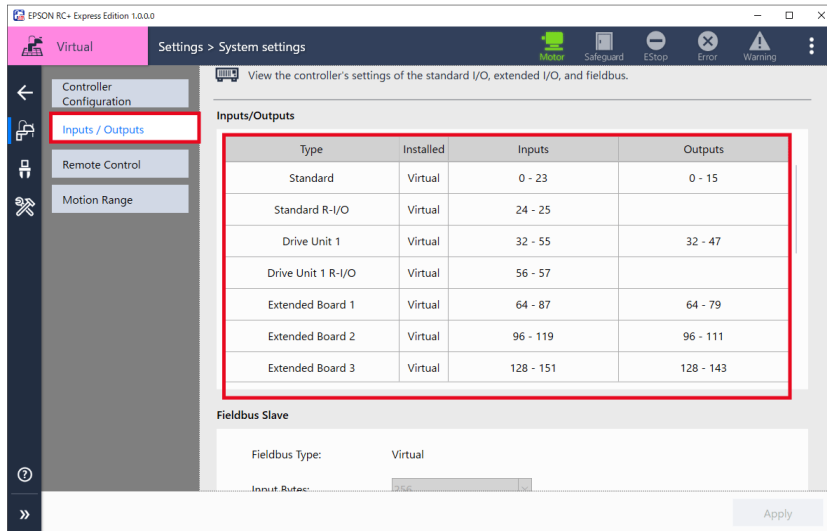 EPSON RC+ Express Edition 1.0.0.0
Virtual
Settings > System settings
Motor
Safeguard
EStop
Error
Warning
Controller
Configuration
Inputs / Outputs
Remote Control
Motion Range
View the controller's settings of the standard I/O, extended I/O, and fieldbus.
Inputs/Outputs
Type Installed Inputs Outputs
Standard Virtual 0 - 23 0 - 15
Standard R-I/O Virtual 24 - 25
Drive Unit 1 Virtual 32 - 55 32 - 47
Drive Unit 1 R-I/O Virtual 56 - 57
Extended Board 1 Virtual 64 - 87 64 - 79
Extended Board 2 Virtual 96 - 119 96 - 111
Extended Board 3 Virtual 128 - 151 128 - 143
Fieldbus Slave
Fieldbus Type: Virtual
Input Bytes: 256
Apply